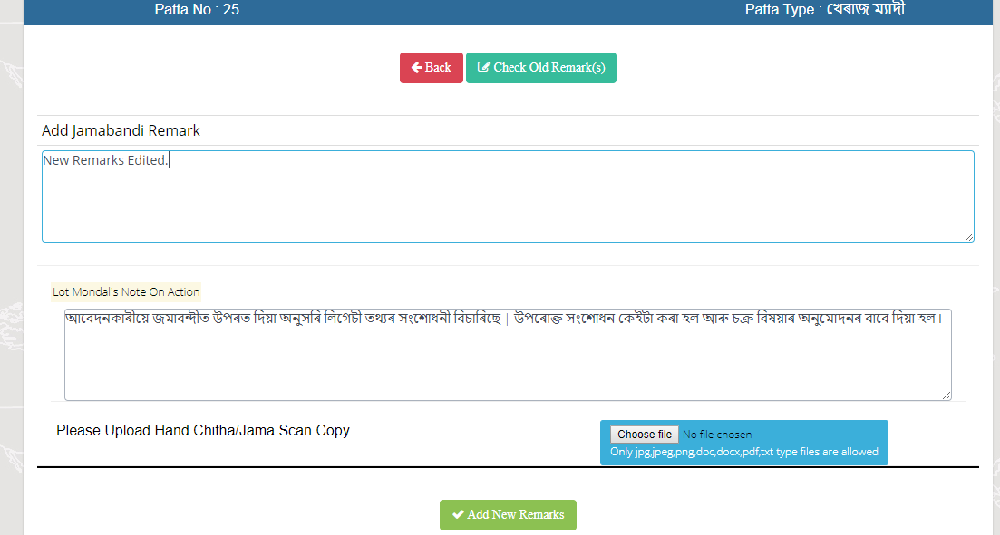 Patta No : 25 Patta Type : খেৰাজ ম্যাদী
Back Check Old Remark(s)
Add Jamabandi Remark
New Remarks Edited.
Lot Mondal's Note On Action
আবেদনকাৰীয়ে জমাবন্দীত উপৰত দিয়া অনুসৰি লিগেচী তথ্যৰ সংশোধনী বিচাৰিছে | উপৰোক্ত সংশোধন কেইটা কৰা হল আৰু চক্ৰ বিষয়াৰ অনুমোদনৰ বাবে দিয়া হল।
Please Upload Hand Chitha/Jama Scan Copy Choose file No file chosen
Only jpg,jpeg,png,doc,docx,pdf,txt type files are allowed
Add New Remarks